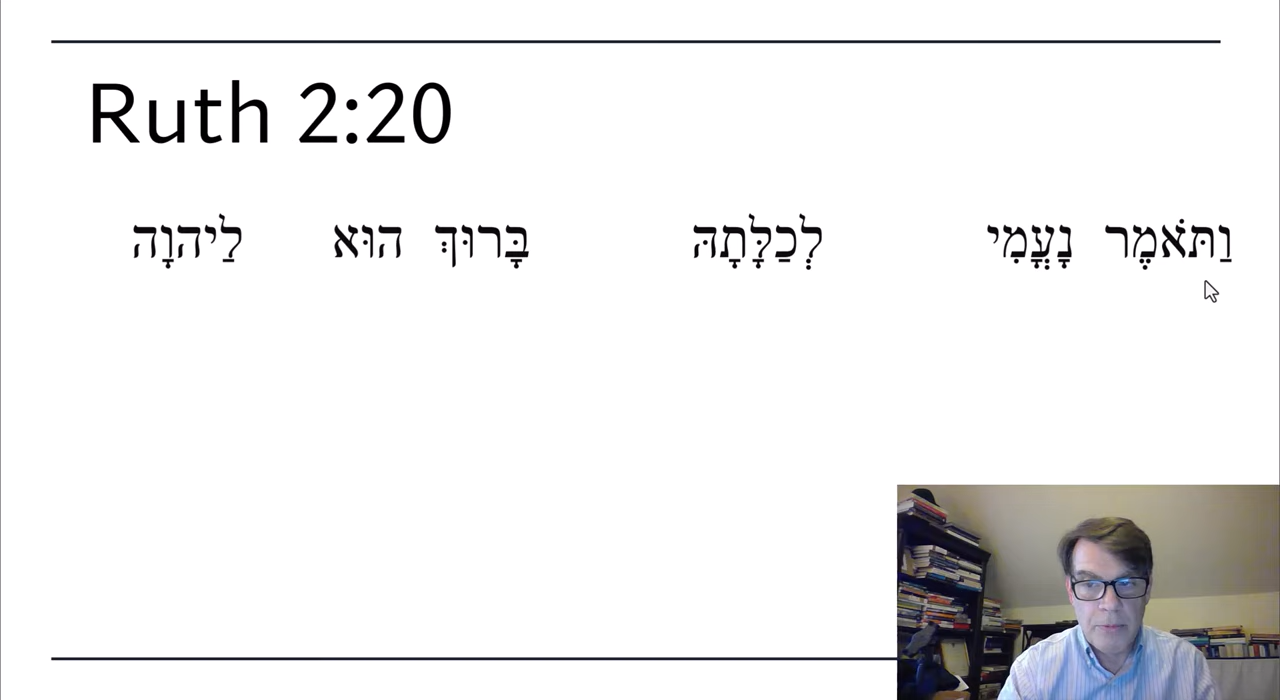 Ruth 2:20
וַתֹּאמֶר נָעֳמִי לְכַלָּתָהּ בָּרוּךְ הוּא לַיהוָה